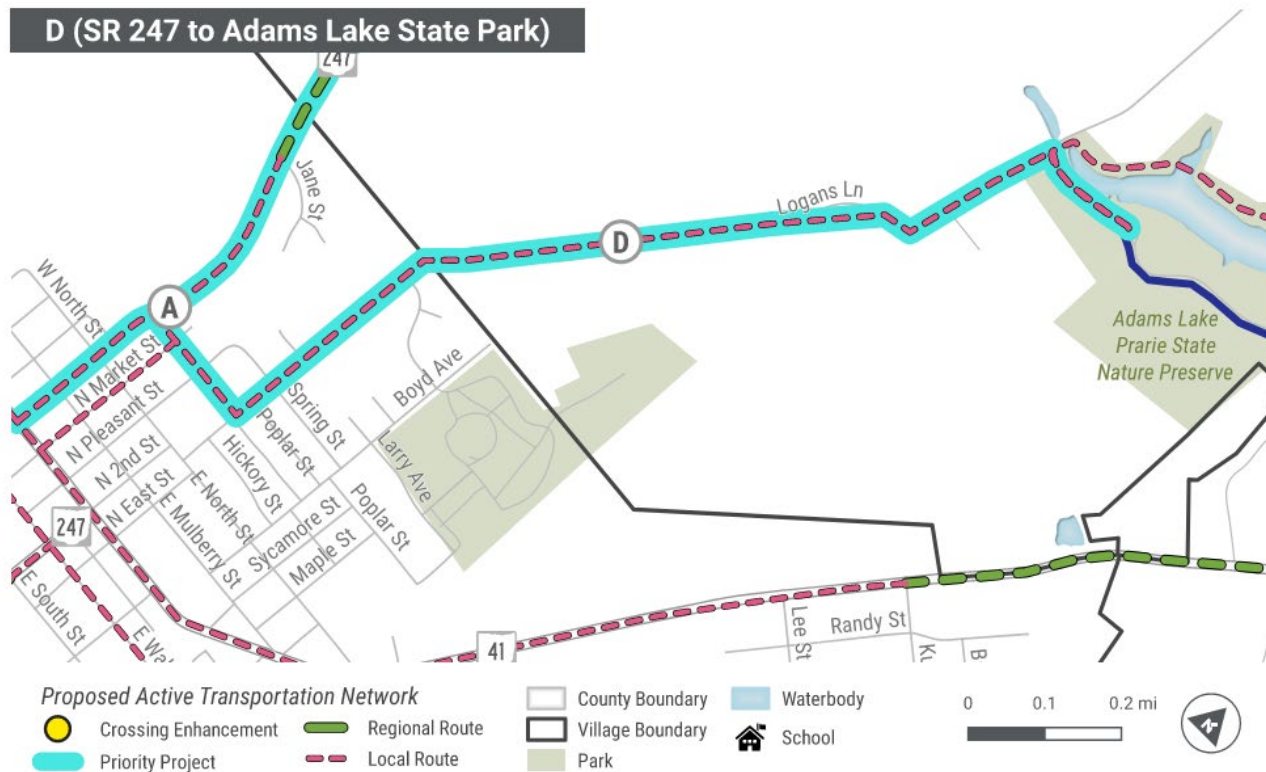 D (SR 247 to Adams Lake State Park)
247
Jane St
Logans Ln
D
A
W North St
N Market St
N Pleasant St
N 2nd St
N East St
Boyd Ave
Spring St
Poplar St
Hickory St
E North St
E Mulberry St
Larry Ave
Sycamore St
Maple St
Poplar St
Adams Lake
Prarie State
Nature Preserve
247
E South St
41
Lee St
Randy St
B
Proposed Active Transportation Network
Crossing Enhancement
Priority Project
Regional Route
Local Route
County Boundary
Village Boundary
Park
Waterbody
School
0 0.1 0.2 mi
N